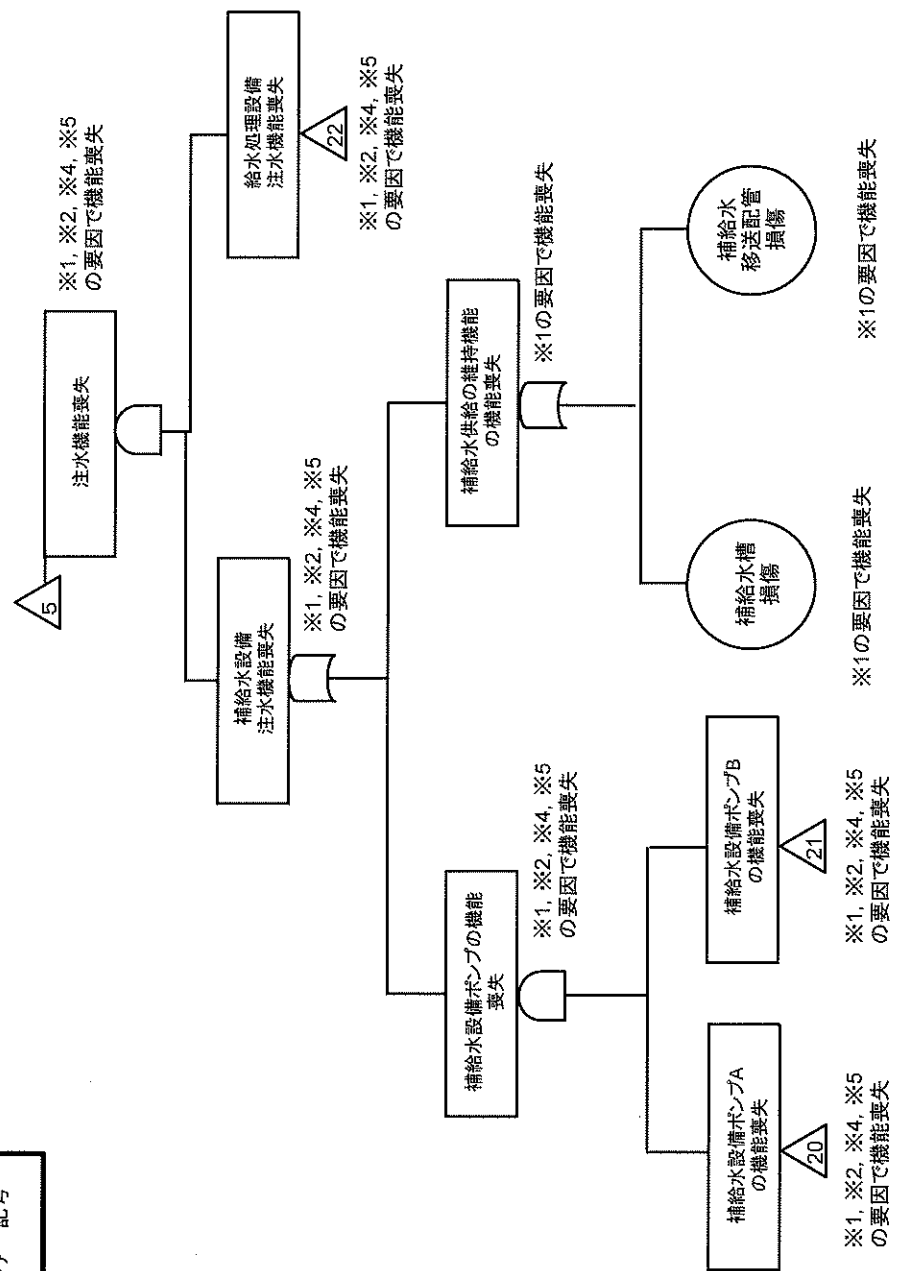 記号
5
注水機能喪失
※1, ※2, ※4, ※5
の要因で機能喪失
補給水設備
注水機能喪失
※1, ※2, ※4, ※5
の要因で機能喪失
給水処理設備
注水機能喪失
22
※1, ※2, ※4, ※5
の要因で機能喪失
補給水設備ポンプの機能
喪失
※1, ※2, ※4, ※5
の要因で機能喪失
補給水供給の維持機能
の機能喪失
※1の要因で機能喪失
補給水設備ポンプA
の機能喪失
20
※1, ※2, ※4, ※5
の要因で機能喪失
補給水設備ポンプB
の機能喪失
21
※1, ※2, ※4, ※5
の要因で機能喪失
補給水槽
損傷
※1の要因で機能喪失
補給水
移送配管
損傷
※1の要因で機能喪失